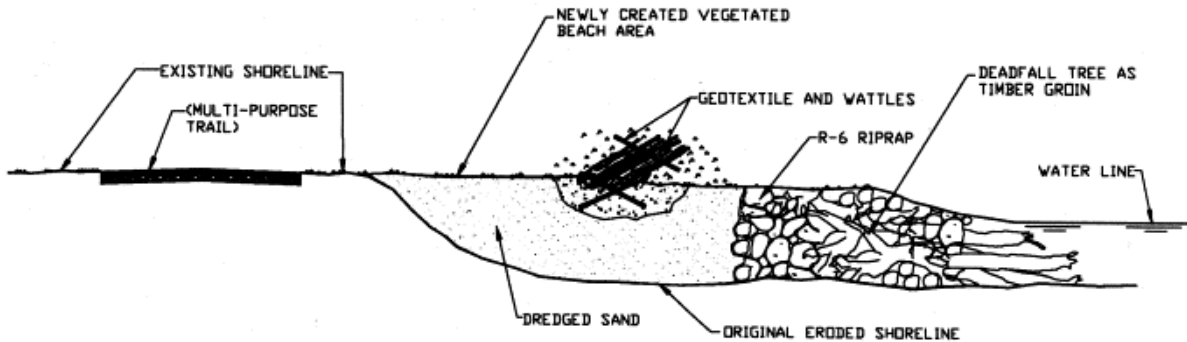 NEWLY CREATED VEGETATED
BEACH AREA
EXISTING SHORELINE
(MULTI-PURPOSE
TRAIL)
GEOTEXTILE AND WATTLES
DEADFALL TREE AS
TIMBER GROIN
R-6 RIPRAP
WATER LINE
DREDGED SAND
ORIGINAL ERODED SHORELINE